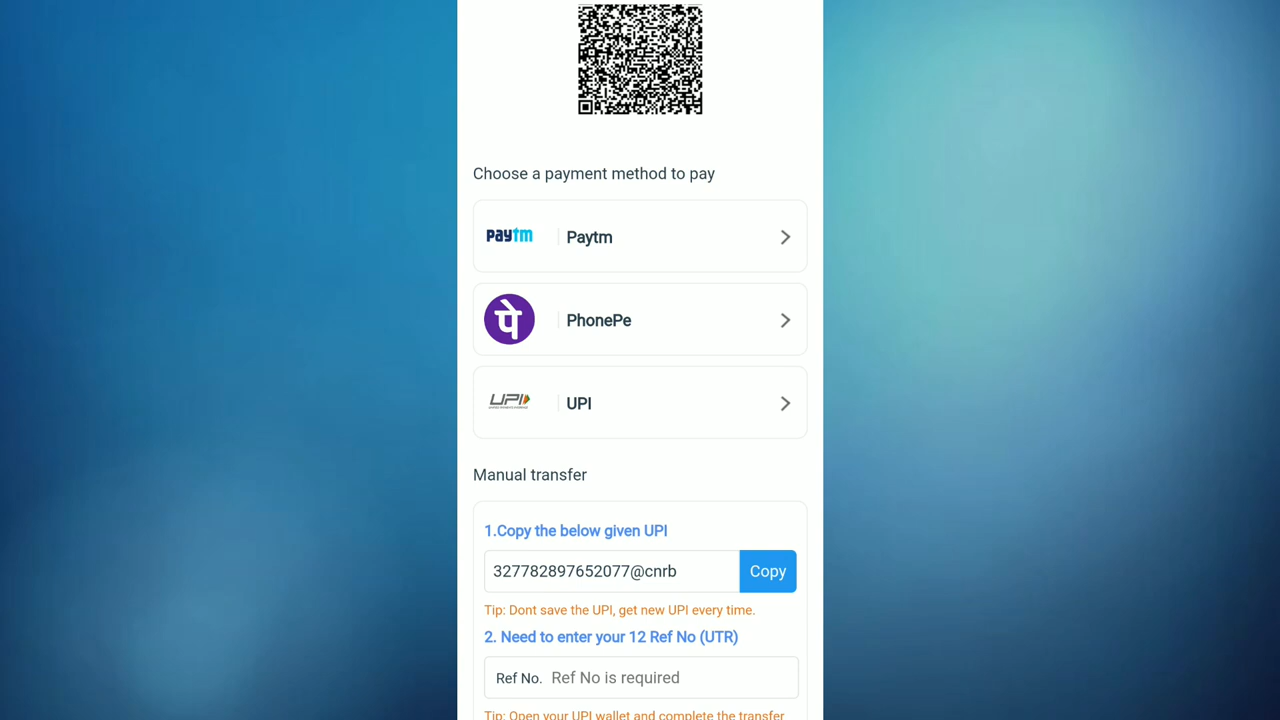 Choose a payment method to pay
paytm Paytm
पे PhonePe
UPI UPI
Manual transfer
1.Copy the below given UPI
327782897652077@cnrb Copy
Tip: Dont save the UPI, get new UPI every time.
2. Need to enter your 12 Ref No (UTR)
Ref No. Ref No is required
Tip: Open your UPI wallet and complete the transfer